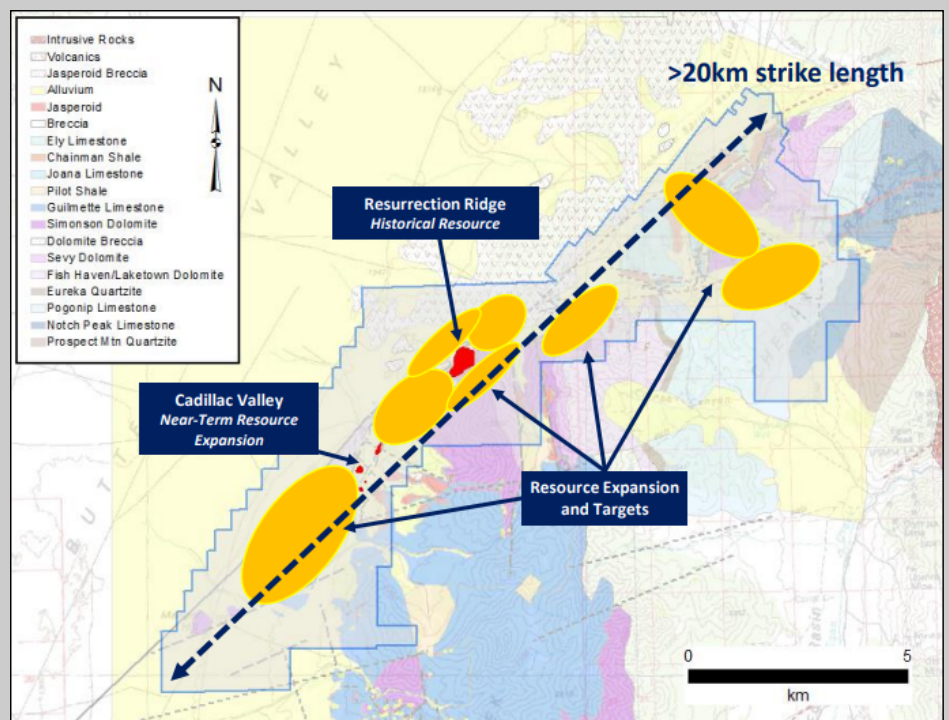 Intrusive Rocks
Volcanics
Jasperoid Breccia
Alluvium
Jasperoid
Breccia
Ely Limestone
Chainman Shale
Joana Limestone
Pilot Shale
Guilmette Limestone
Simonson Dolomite
Dolomite Breccia
Sevy Dolomite
Fish Haven/Laketown Dolomite
Eureka Quartzite
Pogonip Limestone
Notch Peak Limestone
Prospect Mtn Quartzite
N
>20km strike length
VALLEY
Resurrection Ridge
Historical Resource
Cadillac Valley
Near-Term Resource
Expansion
Resource Expansion
and Targets
BUTTE
0 5
km